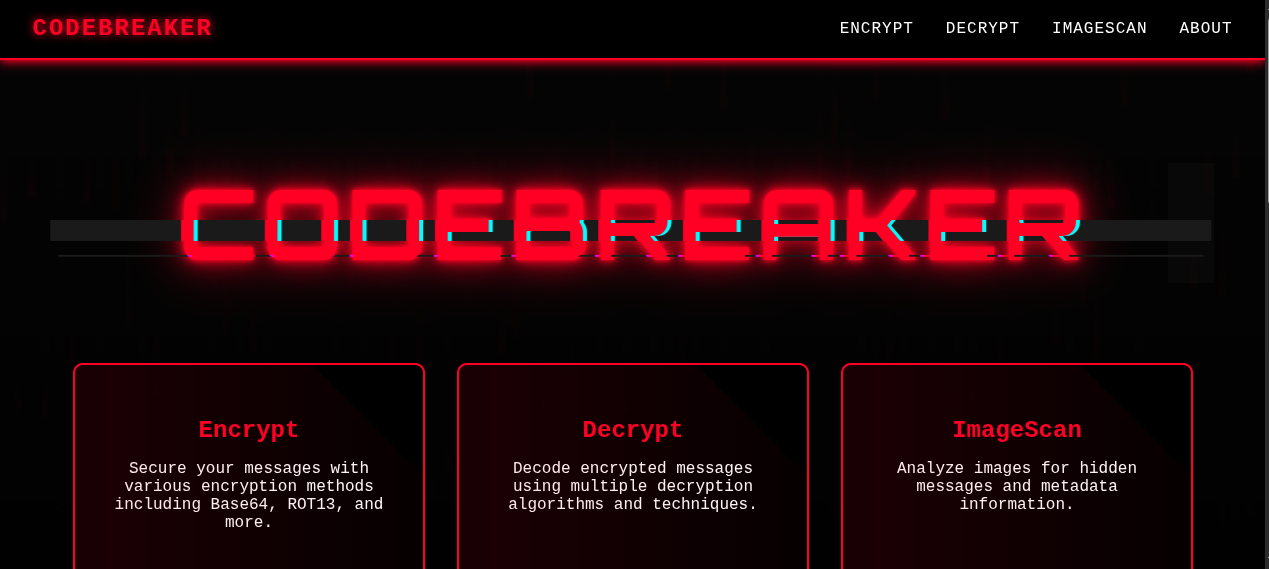 CODEBREAKER
ENCRYPT DECRYPT IMAGESCAN ABOUT
CODEBREAKER
Encrypt
Secure your messages with
various encryption methods
including Base64, ROT13, and
more.
Decrypt
Decode encrypted messages
using multiple decryption
algorithms and techniques.
ImageScan
Analyze images for hidden
messages and metadata
information.